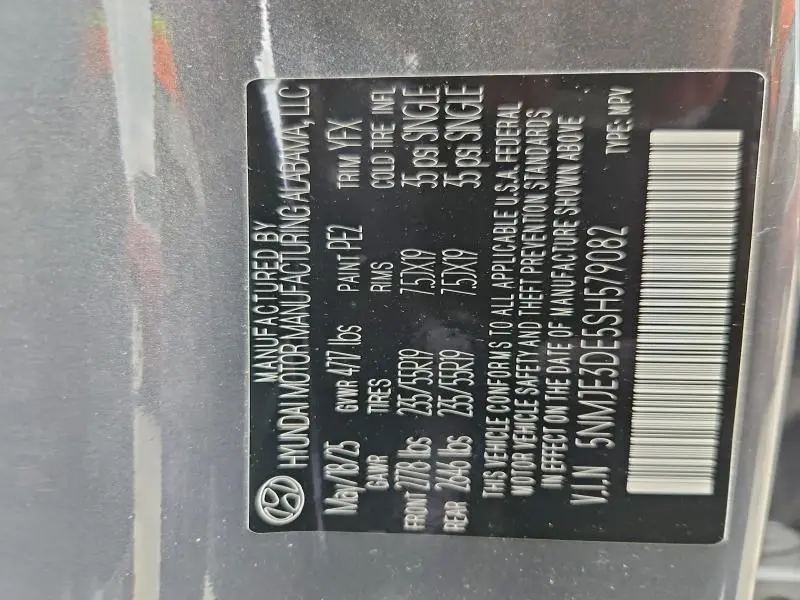 MANUFACTURED BY
HYUNDAI MOTOR MANUFACTURING ALABAMA, LLC
May/18/25 GVWR 4717 lbs PAINT PE2 TRIM YFX
GAWR TIRES RIMS COLD TIRE INFL
FRONT 2778 lbs 235/55R19 7.5JX19 35 psi SINGLE
REAR 2646 lbs 235/55R19 7.5JX19 35 psi SINGLE
THIS VEHICLE CONFORMS TO ALL APPLICABLE U.S.A. FEDERAL
MOTOR VEHICLE SAFETY AND THEFT PREVENTION STANDARDS
IN EFFECT ON THE DATE OF MANUFACTURE SHOWN ABOVE
V.I.N 5NMJE3DE5SH579082 TYPE: MPV